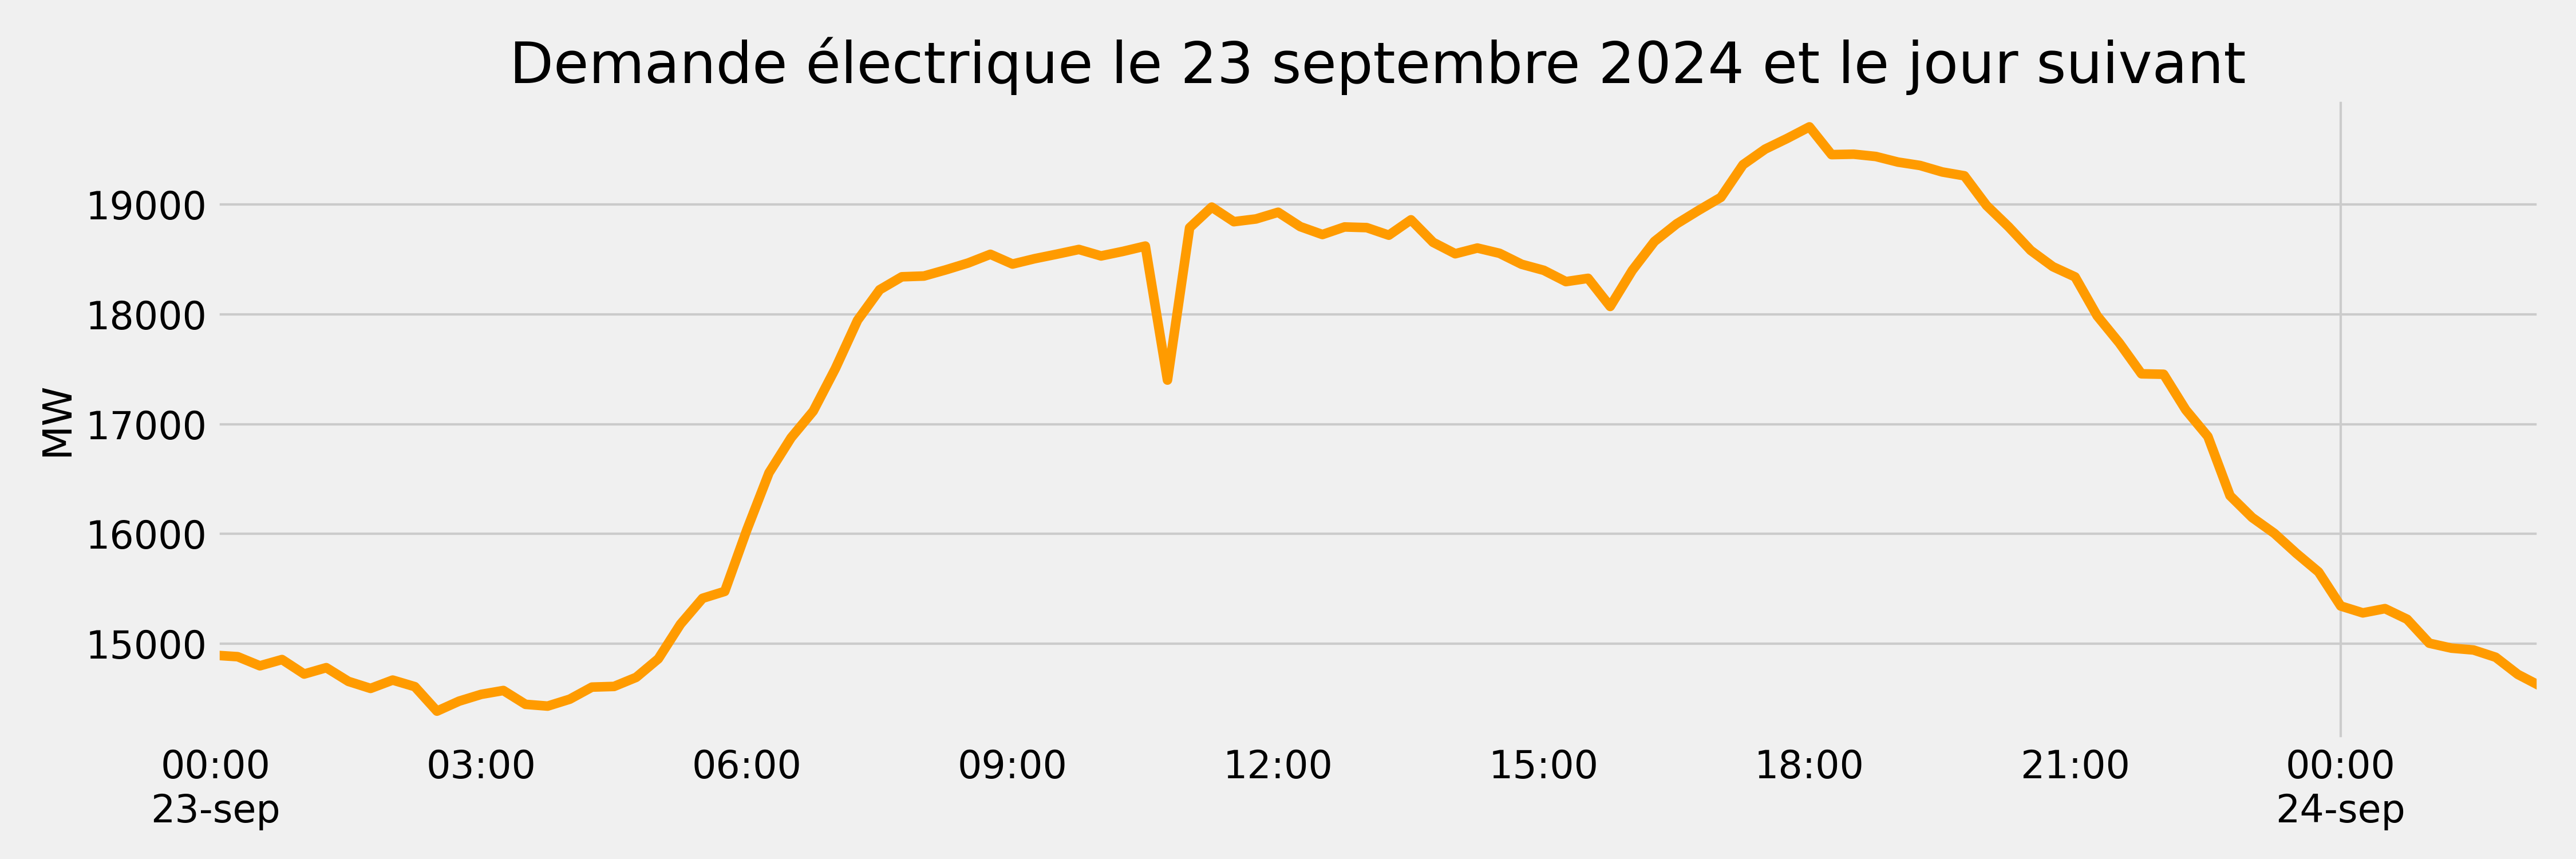 Demande électrique le 23 septembre 2024 et le jour suivant
MW
19000
18000
17000
16000
15000
00:00 03:00 06:00 09:00 12:00 15:00 18:00 21:00 00:00
23-sep 24-sep